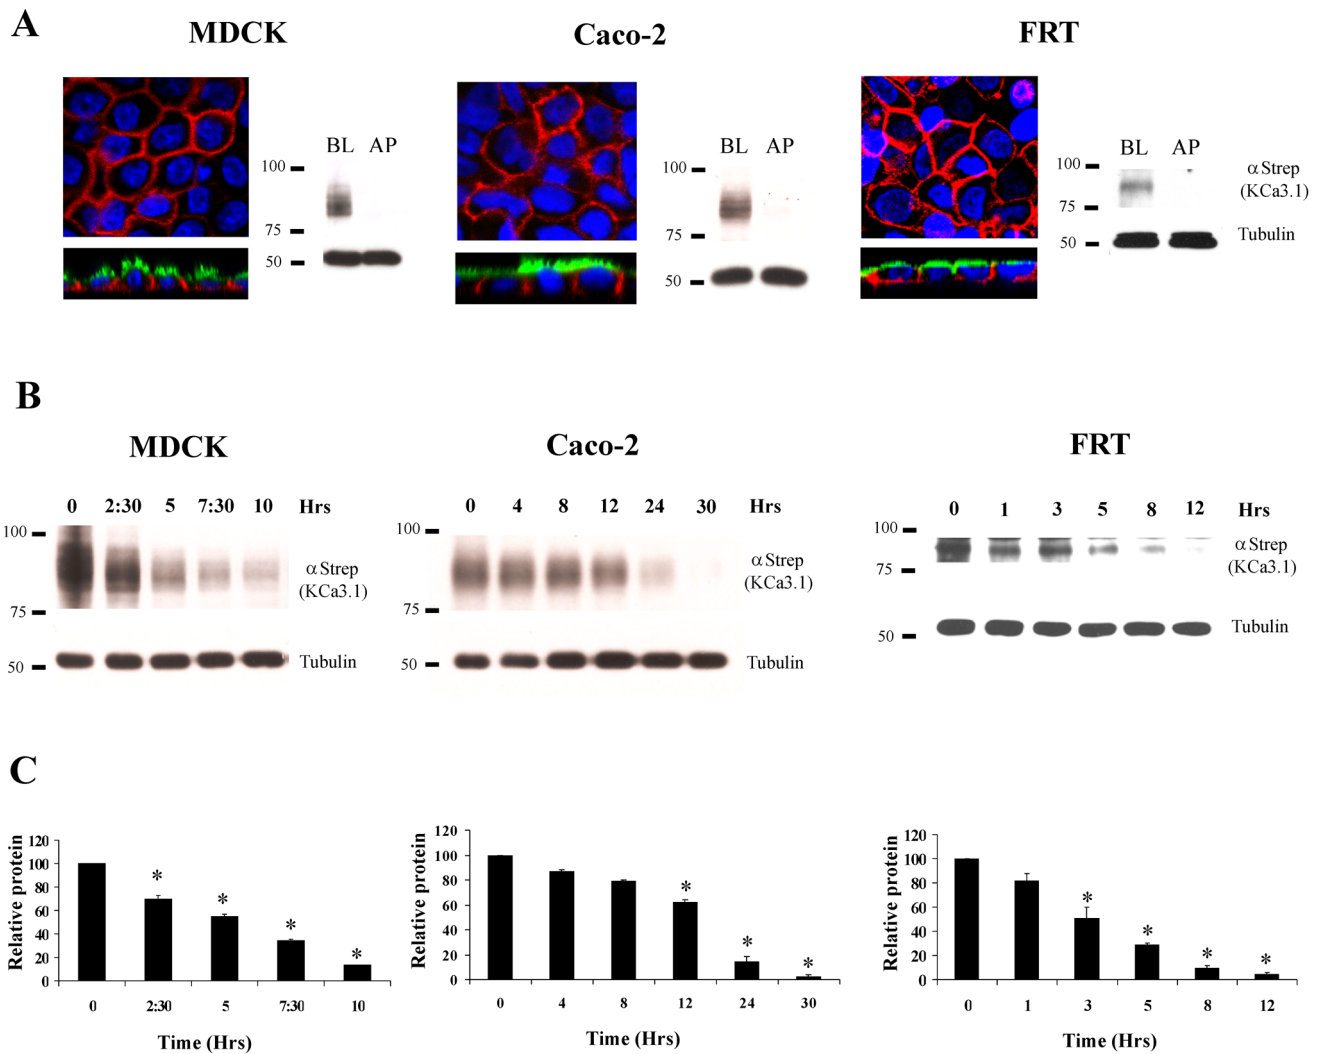 A
MDCK Caco-2 FRT
BL AP
100
75
50
BL AP
100
75
50
BL AP
100
75
50
α Strep
(KCa3.1)
Tubulin
B
MDCK Caco-2 FRT
0 2:30 5 7:30 10 Hrs
100
75
50
α Strep
(KCa3.1)
Tubulin
0 4 8 12 24 30 Hrs
100
75
50
α Strep
(KCa3.1)
Tubulin
0 1 3 5 8 12 Hrs
100
75
50
α Strep
(KCa3.1)
Tubulin
C
Relative protein
120
100
80
60
40
20
0
* * * *
0 2:30 5 7:30 10
Time (Hrs)
Relative protein
120
100
80
60
40
20
0
* * *
0 4 8 12 24 30
Time (Hrs)
Relative protein
120
100
80
60
40
20
0
* * * *
0 1 3 5 8 12
Time (Hrs)